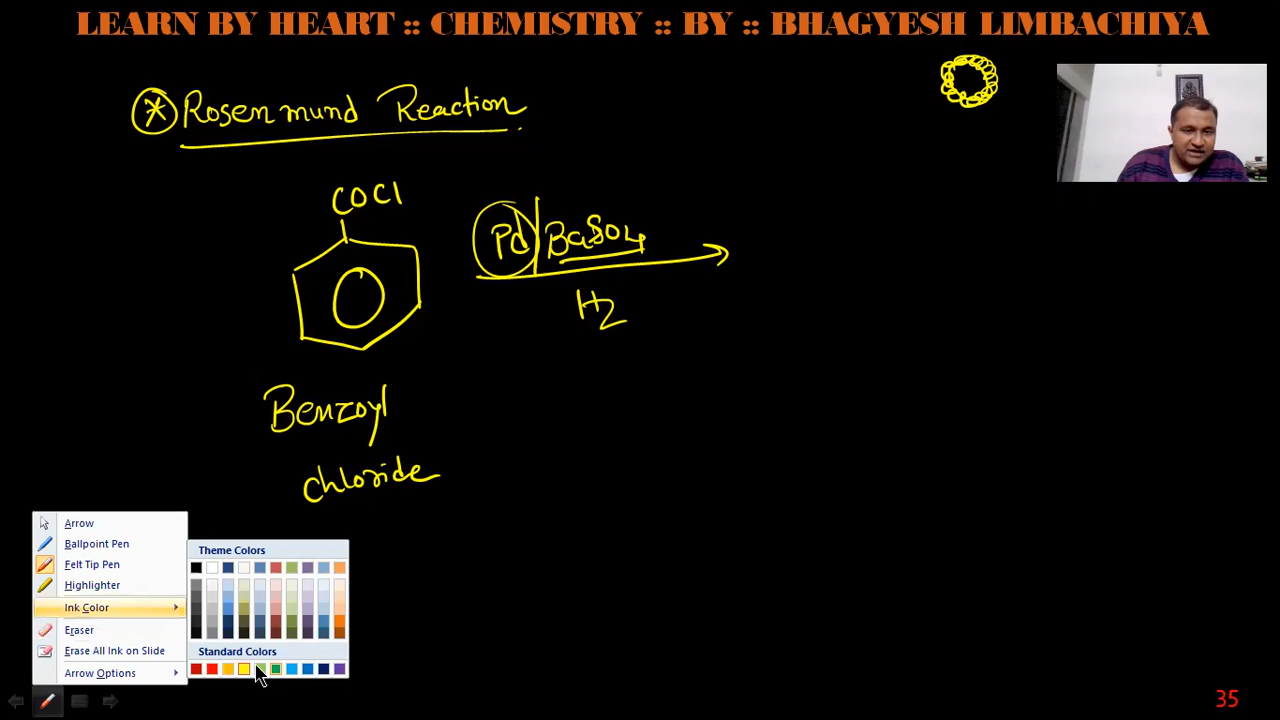 LEARN BY HEART :: CHEMISTRY :: BY :: BHAGYESH LIMBACHIYA
Rosenmund Reaction
COCl
Pd BaSO4
H2
Benzoyl
chloride
Arrow
Ballpoint Pen
Felt Tip Pen
Highlighter
Ink Color
Eraser
Erase All Ink on Slide
Arrow Options
Theme Colors
Standard Colors
35